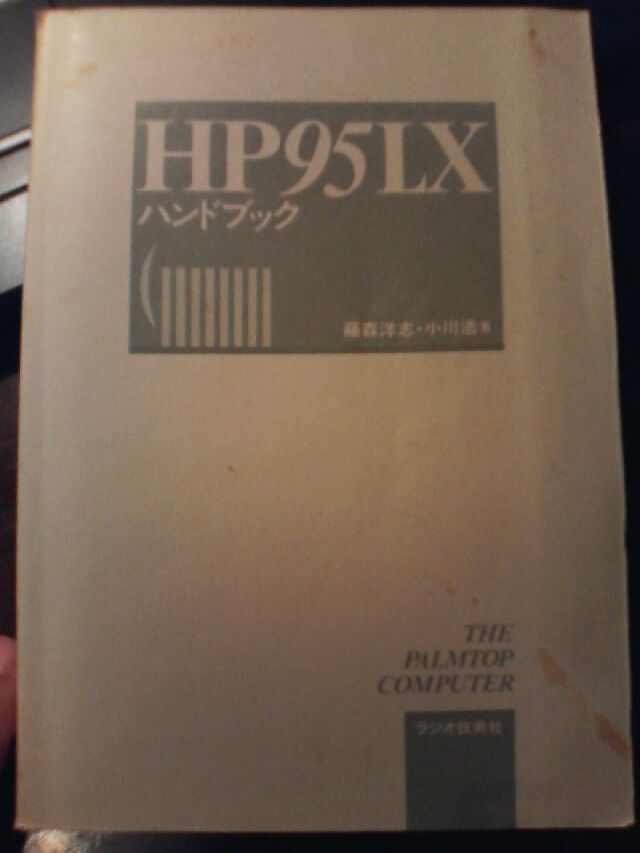 HP95LX
ハンドブック
藤森洋志・小川浩 著
THE
PALMTOP
COMPUTER
ラジオ技術社